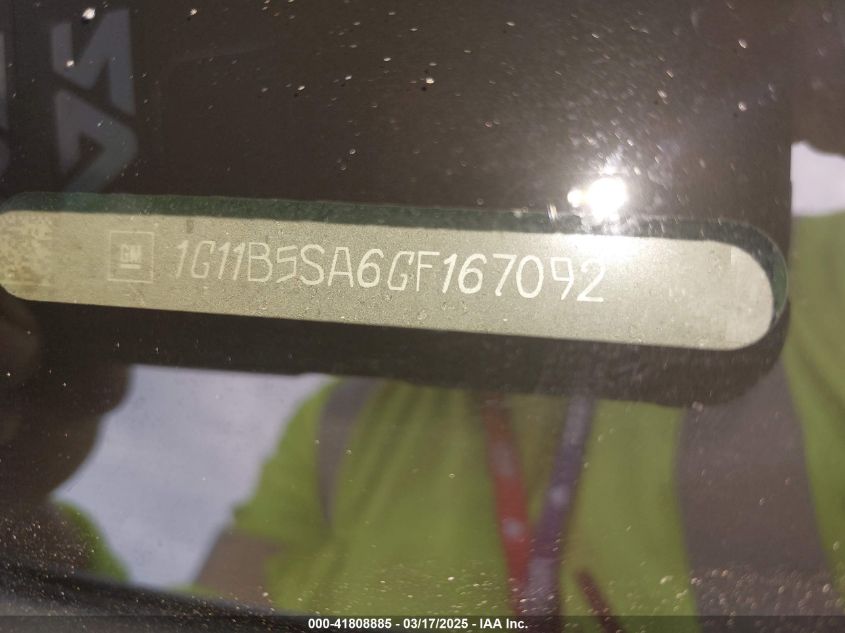 GM 1G11B5SA6GF167092
000-41808885 - 03/17/2025 - IAA Inc.